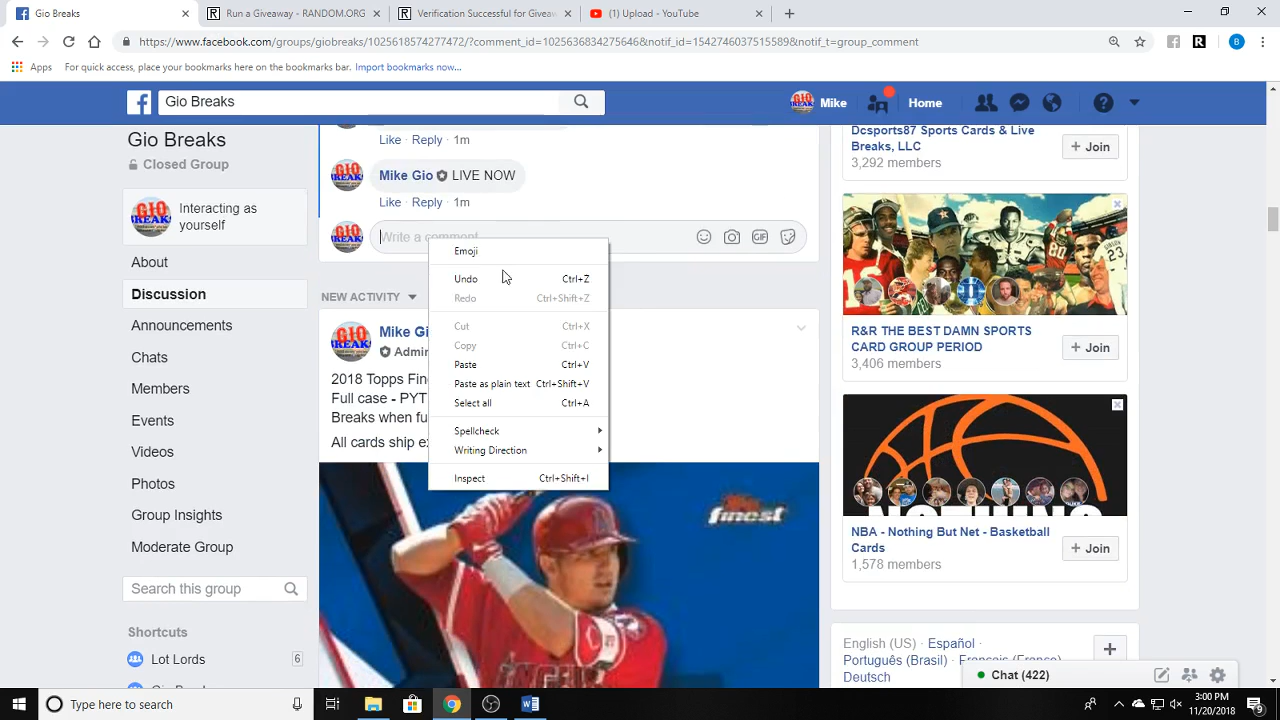 Gio Breaks
Run a Giveaway - RANDOM.ORG
Verification Successful for Giveaw
(1) Upload - YouTube
https://www.facebook.com/groups/giobreaks/1025618574277472/?comment_id=1025636834275646&notif_id=1542746037515589&notif_t=group_comment
B
Apps
For quick access, place your bookmarks here on the bookmarks bar. Import bookmarks now...
Gio Breaks
Mike
Home
Gio Breaks
Closed Group
Interacting as
yourself
About
Discussion
Announcements
Chats
Members
Events
Videos
Photos
Group Insights
Moderate Group
Search this group
Shortcuts
Lot Lords 6
Like · Reply · 1m
Mike Gio LIVE NOW
Like · Reply · 1m
Write a comment
GIF
NEW ACTIVITY
Mike Gi
Admin
2018 Topps Fin
Full case - PYT
Breaks when fu
All cards ship ex
finest
Emoji
Undo Ctrl+Z
Redo Ctrl+Shift+Z
Cut Ctrl+X
Copy Ctrl+C
Paste Ctrl+V
Paste as plain text Ctrl+Shift+V
Select all Ctrl+A
Spellcheck
Writing Direction
Inspect Ctrl+Shift+I
Dcsports87 Sports Cards & Live
Breaks, LLC
3,292 members
+ Join
R&R THE BEST DAMN SPORTS
CARD GROUP PERIOD
3,406 members
+ Join
NOTHING
NBA - Nothing But Net - Basketball
Cards
1,578 members
+ Join
English (US) · Español ·
Português (Brasil) · Français (France) ·
Deutsch
Chat (422)
Type here to search
3:00 PM
11/20/2018